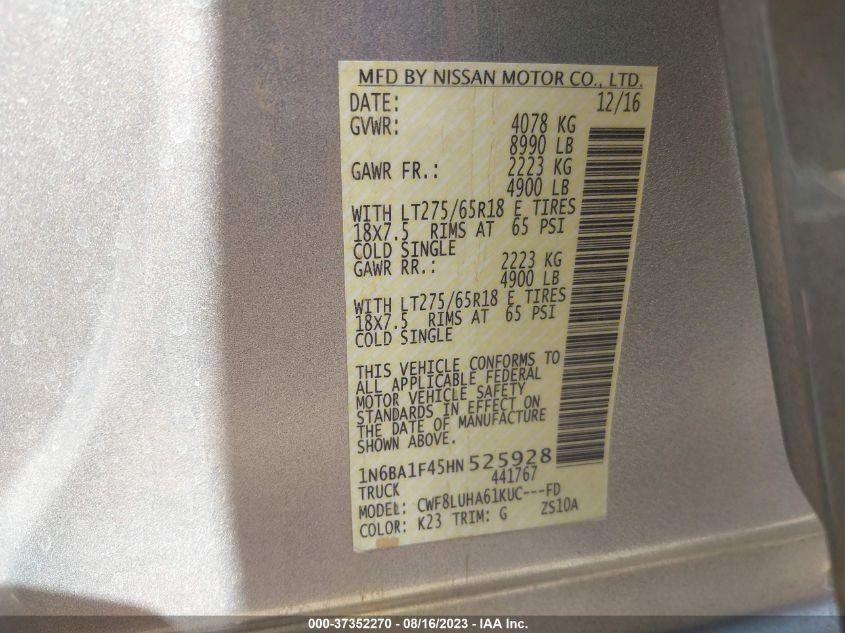 MFD BY NISSAN MOTOR CO., LTD.
DATE: 12/16
GVWR: 4078 KG
8990 LB
GAWR FR.: 2223 KG
4900 LB
WITH LT275/65R18 E TIRES
18X7.5 RIMS AT 65 PSI
COLD SINGLE
GAWR RR.: 2223 KG
4900 LB
WITH LT275/65R18 E TIRES
18X7.5 RIMS AT 65 PSI
COLD SINGLE
THIS VEHICLE CONFORMS TO
ALL APPLICABLE FEDERAL
MOTOR VEHICLE SAFETY
STANDARDS IN EFFECT ON
THE DATE OF MANUFACTURE
SHOWN ABOVE.
1N6BA1F45HN525928
TRUCK 441767
MODEL: CWF8LUHA61KUC---FD
COLOR: K23 TRIM: G ZS10A
000-37352270 - 08/16/2023 - IAA Inc.